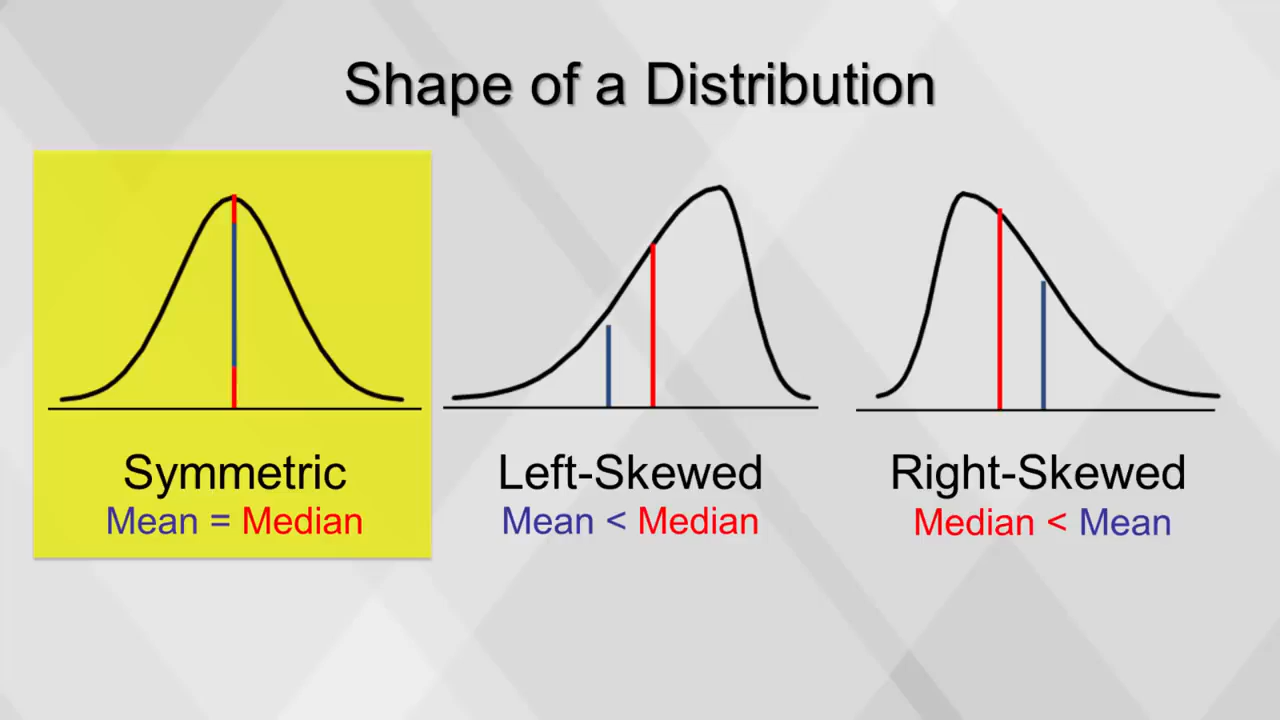 Shape of a Distribution
Symmetric
Mean = Median
Left-Skewed
Mean < Median
Right-Skewed
Median < Mean